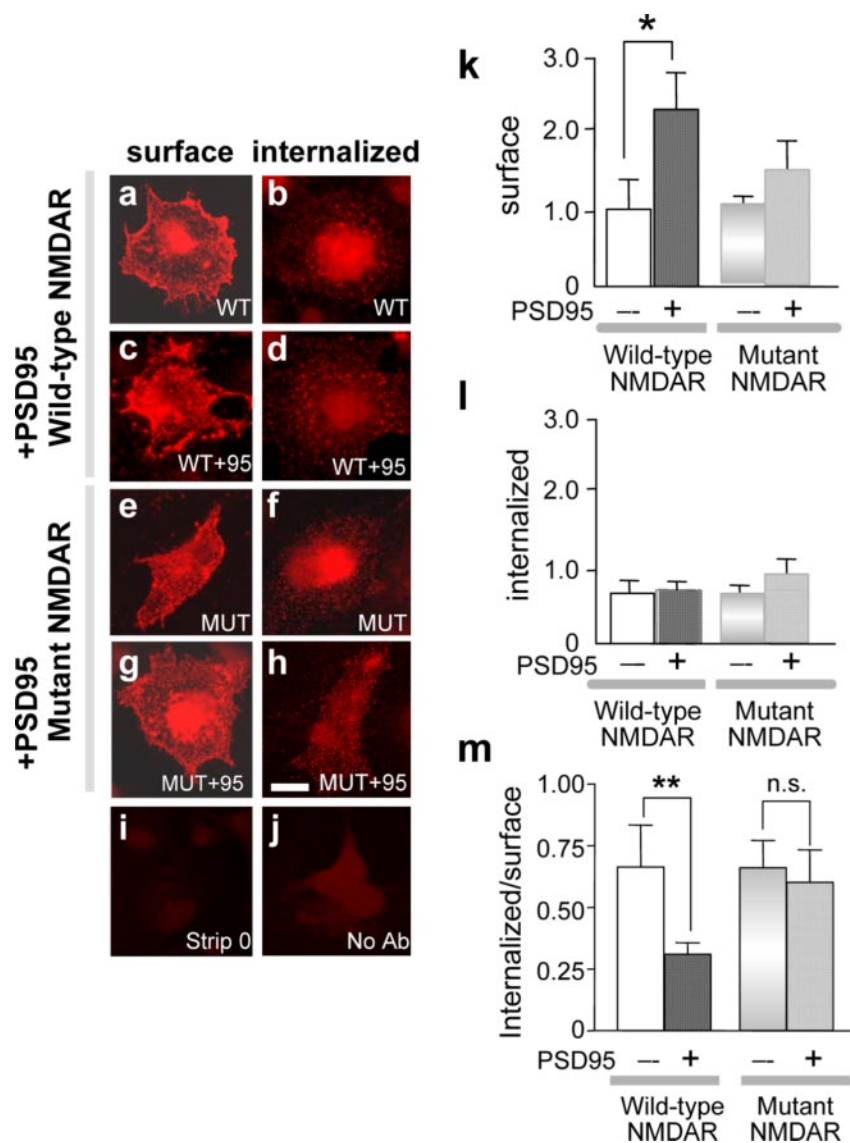 surface internalized
+PSD95
Wild-type NMDAR
a
WT
b
WT
c
WT+95
d
WT+95
+PSD95
Mutant NMDAR
e
MUT
f
MUT
g
MUT+95
h
MUT+95
i
Strip 0
j
No Ab
k
*
surface
3.0
2.0
1.0
0
PSD95 -- + -- +
Wild-type Mutant
NMDAR NMDAR
l
internalized
3.0
2.0
1.0
0
PSD95 -- + -- +
Wild-type Mutant
NMDAR NMDAR
m
** n.s.
Internalized/surface
1.00
0.75
0.50
0.25
0
PSD95 -- + -- +
Wild-type Mutant
NMDAR NMDAR